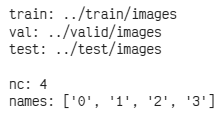 train: ../train/images
val: ../valid/images
test: ../test/images

nc: 4
names: ['0', '1', '2', '3']